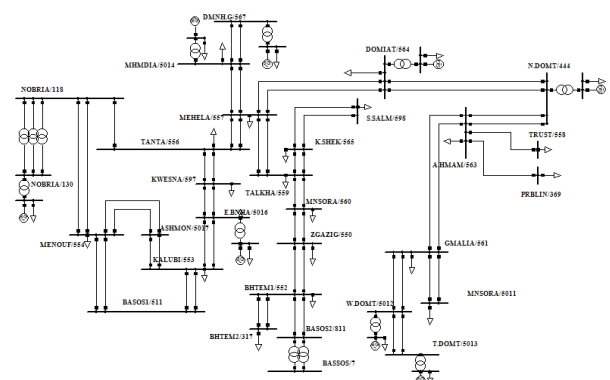 DMNH,G/567
MHMDIA/5014
DOMIAT/564
N.DOMT/444
NOBRIA/118
MEHELA/557
S.SALM/598
TRUST/558
TANTA/556
K.SHEK/565
A.HMAM/563
KWESNA/597
TALKHA/559
PRBLIN/369
NOBRIA/130
MNSORA/560
E.BNHA/5016
ASHMON/5017
MENOUF/554
ZGAZIG/550
GMALIA/561
KALUBI/553
BHTEM1/552
MNSORA/5011
BASOS1/511
W.DOMT/5012
BHTEM2/317
BASOS2/811
T.DOMT/5013
BASSOS/7